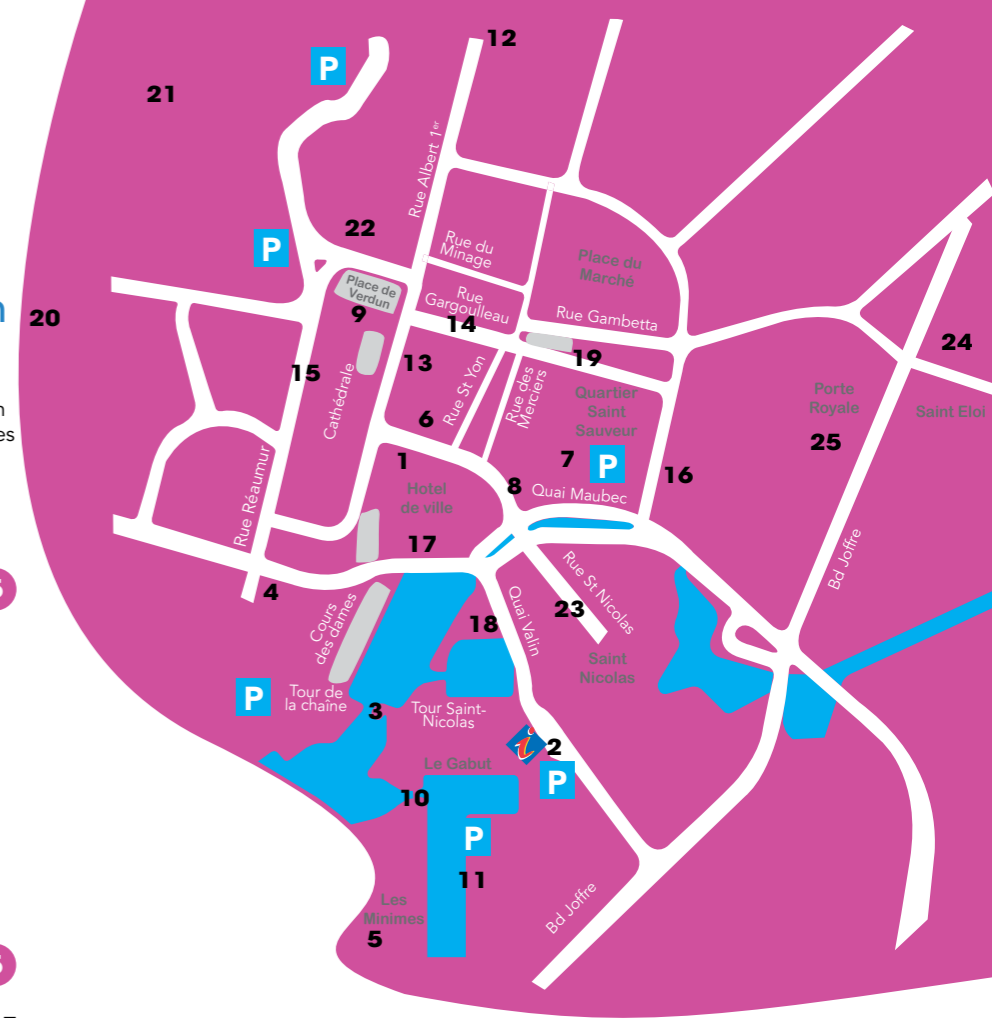 P
12
21
Rue Albert 1er
22
P
Rue du
Minage
Place du
Marché
Place de
Verdun
9
20
Rue
Gargoulleau
14
Rue Gambetta
19
24
13
15
Cathédrale
Rue St Yon
Rue des
Merciers
Quartier
Saint
Sauveur
Porte
Royale
25
Saint Eloi
6
1
7
P
16
Hotel
de ville
8
Quai Maubec
Rue Réaumur
17
4
Bd Joffre
Cours
des dames
18
Quai Valin
23
Rue St Nicolas
Saint
Nicolas
P
Tour de
la chaîne
3
Tour Saint-
Nicolas
i
2
Le Gabut
P
10
P
11
Les
Minimes
5
Bd Joffre
n
es